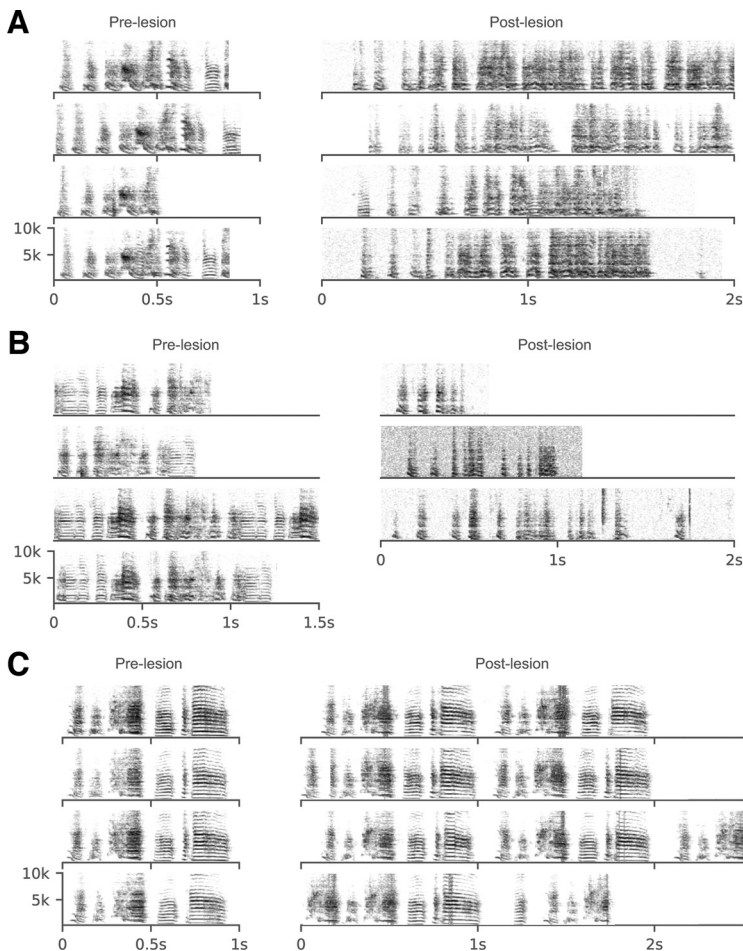 A
Pre-lesion Post-lesion
10k
5k
0 0.5s 1s 0 1s 2s
B
Pre-lesion Post-lesion
0 1s 2s
10k
5k
0 0.5s 1s 1.5s
C
Pre-lesion Post-lesion
10k
5k
0 0.5s 1s 0 1s 2s